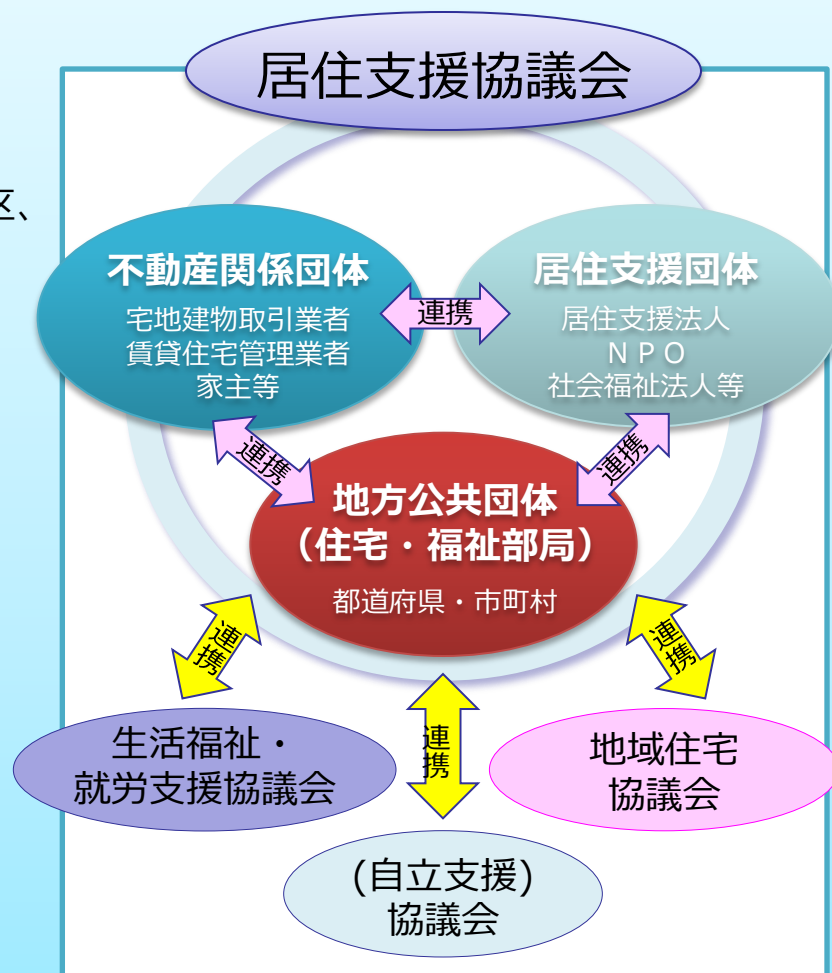 居住支援協議会
区、
不動産関係団体
宅地建物取引業者
賃貸住宅管理業者
家主等
連携
居住支援団体
居住支援法人
ＮＰＯ
社会福祉法人等
連携
連携
地方公共団体
（住宅・福祉部局）
都道府県・市町村
連携
連携
連携
生活福祉・
就労支援協議会
地域住宅
協議会
(自立支援)
協議会